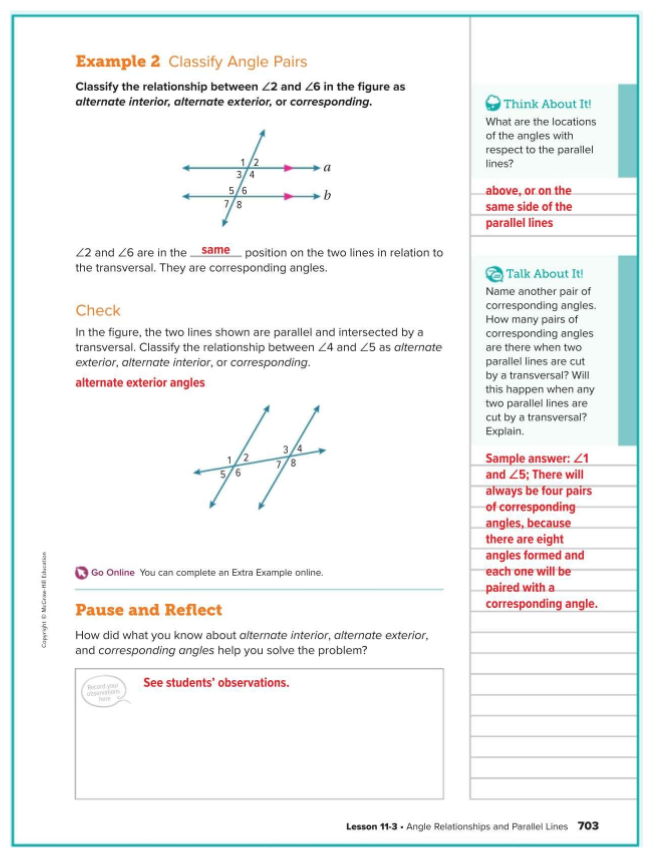 Example 2 Classify Angle Pairs
Classify the relationship between ∠2 and ∠6 in the figure as
alternate interior, alternate exterior, or corresponding.
1 2
3 4
a
5 6
7 8
b
∠2 and ∠6 are in the same position on the two lines in relation to
the transversal. They are corresponding angles.
Check
In the figure, the two lines shown are parallel and intersected by a
transversal. Classify the relationship between ∠4 and ∠5 as alternate
exterior, alternate interior, or corresponding.
alternate exterior angles
1 2
5 6
3 4
7 8
Go Online You can complete an Extra Example online.
Pause and Reflect
How did what you know about alternate interior, alternate exterior,
and corresponding angles help you solve the problem?
Record your
observations
here
See students' observations.
Think About It!
What are the locations
of the angles with
respect to the parallel
lines?
above, or on the
same side of the
parallel lines
Talk About It!
Name another pair of
corresponding angles.
How many pairs of
corresponding angles
are there when two
parallel lines are cut
by a transversal? Will
this happen when any
two parallel lines are
cut by a transversal?
Explain.
Sample answer: ∠1
and ∠5; There will
always be four pairs
of corresponding
angles, because
there are eight
angles formed and
each one will be
paired with a
corresponding angle.
Copyright © McGraw-Hill Education
Lesson 11-3 • Angle Relationships and Parallel Lines 703